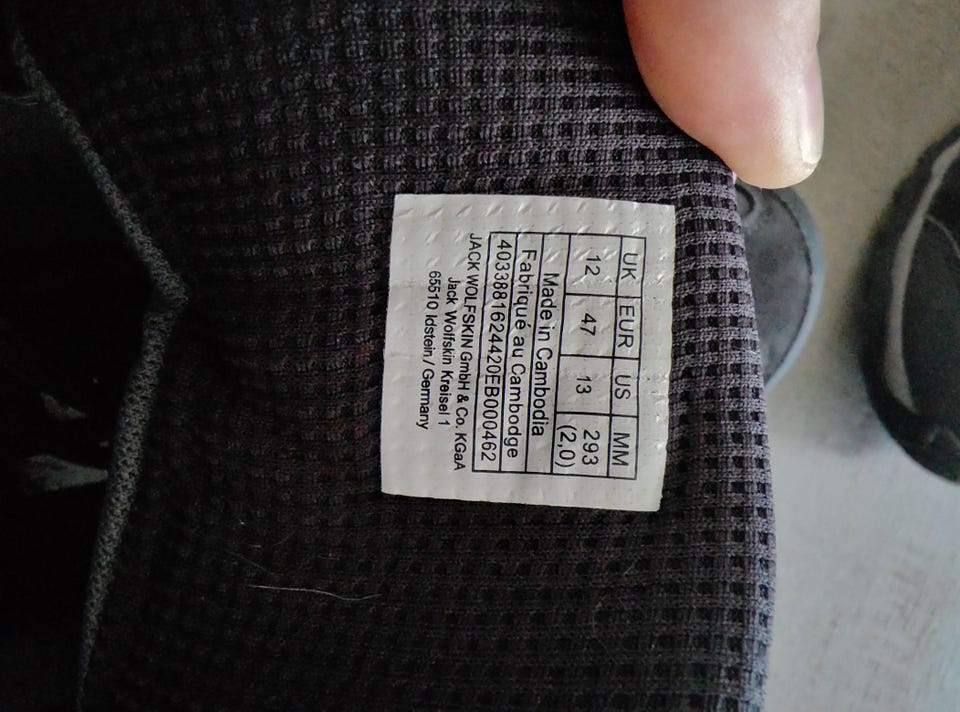 UK EUR US MM
12 47 13 293
(2,0)
Made in Cambodia
Fabriqué au Cambodge
4033881624420EB000462
JACK WOLFSKIN GmbH & Co. KGaA
Jack Wolfskin Kreisel 1
65510 Idstein / Germany